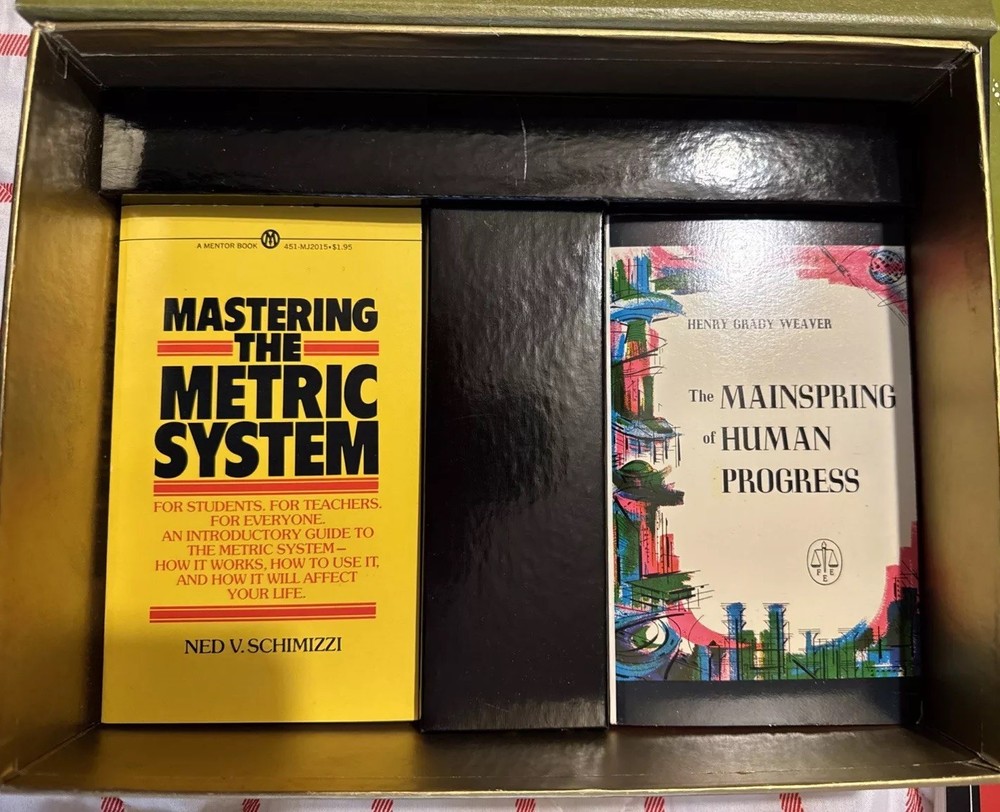 A MENTOR BOOK M 451-MJ2015•$1.95
MASTERING
THE
METRIC
SYSTEM
FOR STUDENTS. FOR TEACHERS.
FOR EVERYONE.
AN INTRODUCTORY GUIDE TO
THE METRIC SYSTEM—
HOW IT WORKS, HOW TO USE IT,
AND HOW IT WILL AFFECT
YOUR LIFE.
NED V. SCHIMIZZI
HENRY GRADY WEAVER
The MAINSPRING
of HUMAN
PROGRESS
F E
E